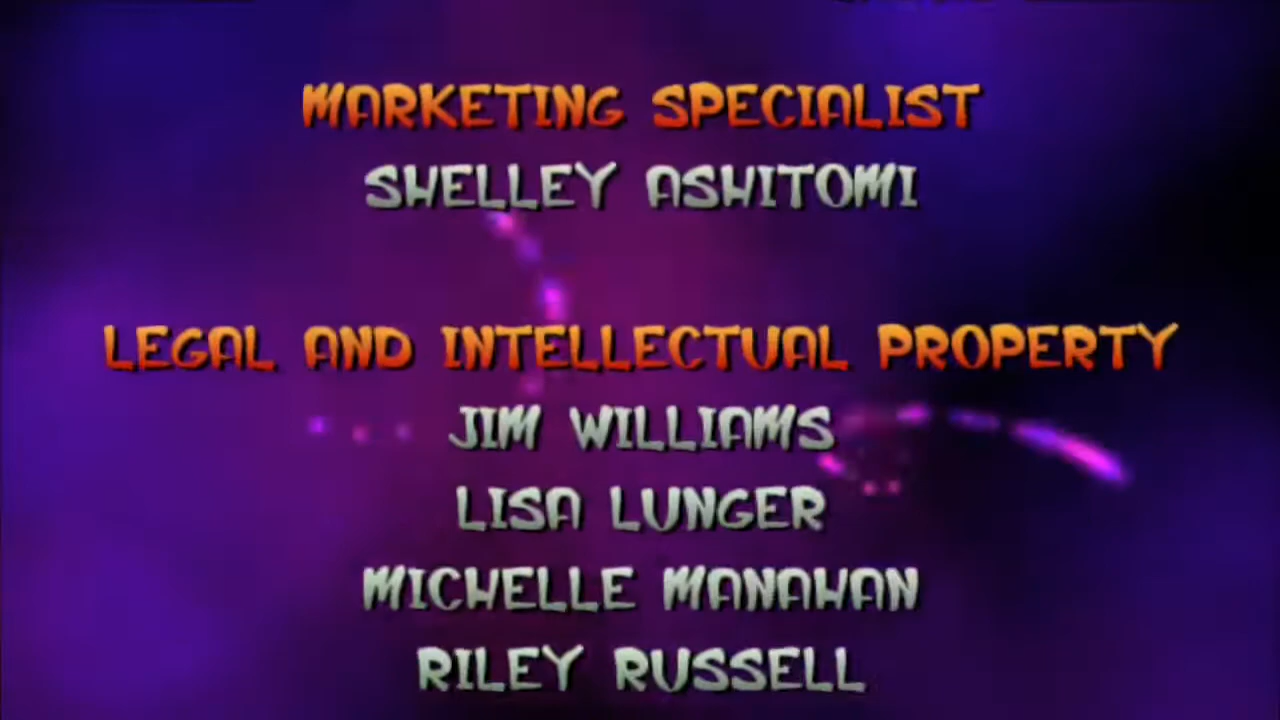 MARKETING SPECIALIST
SHELLEY ASHITOMI
LEGAL AND INTELLECTUAL PROPERTY
JIM WILLIAMS
LISA LUNGER
MICHELLE MANAHAN
RILEY RUSSELL